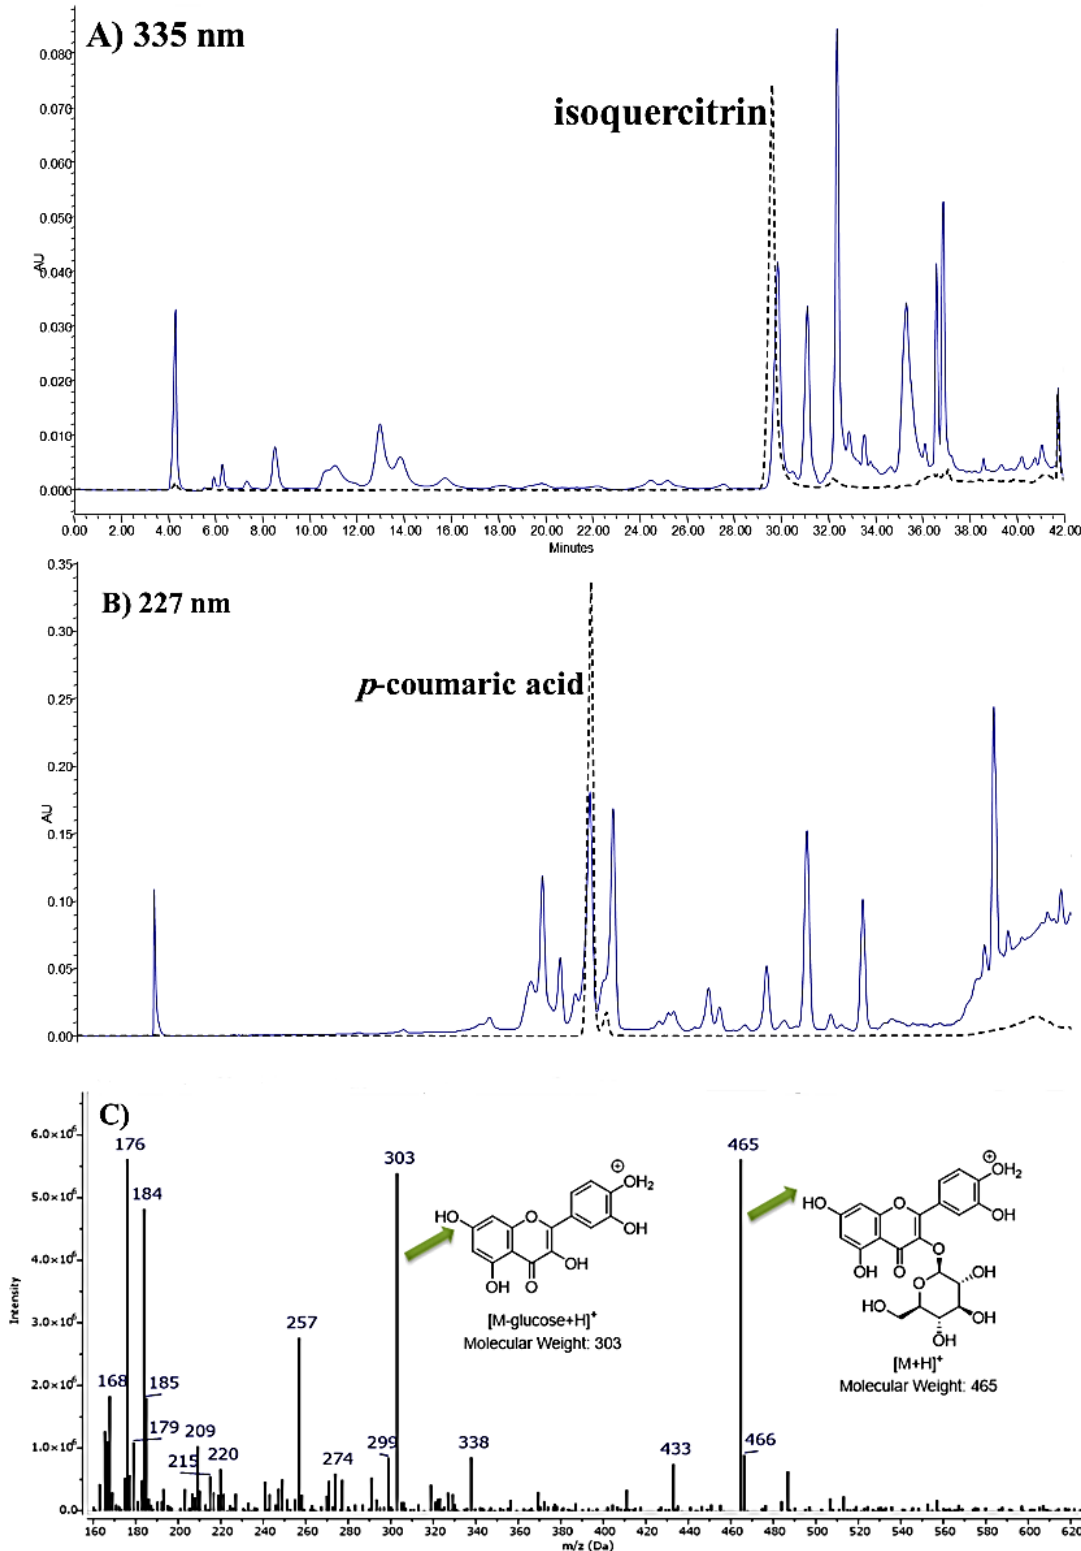 A) 335 nm
isoquercitrin
AU
0.080
0.070
0.060
0.050
0.040
0.030
0.020
0.010
0.000
0.00 2.00 4.00 6.00 8.00 10.00 12.00 14.00 16.00 18.00 20.00 22.00 24.00 26.00 28.00 30.00 32.00 34.00 36.00 38.00 40.00 42.00
Minutes
B) 227 nm
p-coumaric acid
AU
0.35
0.30
0.25
0.20
0.15
0.10
0.05
0.00
C)
Intensity
6.0×10⁶
5.0×10⁶
4.0×10⁶
3.0×10⁶
2.0×10⁶
1.0×10⁶
0.0
176
184
168
185
179
209
215
220
257
274
299
303
338
433
465
466
⊕
OH₂
HO
O
OH
OH
OH
O
[M-glucose+H]⁺
Molecular Weight: 303
⊕
OH₂
HO
O
OH
O
OH
O
O
OH
HO
OH
OH
[M+H]⁺
Molecular Weight: 465
160 180 200 220 240 260 280 300 320 340 360 380 400 420 440 460 480 500 520 540 560 580 600 620
m/z (Da)